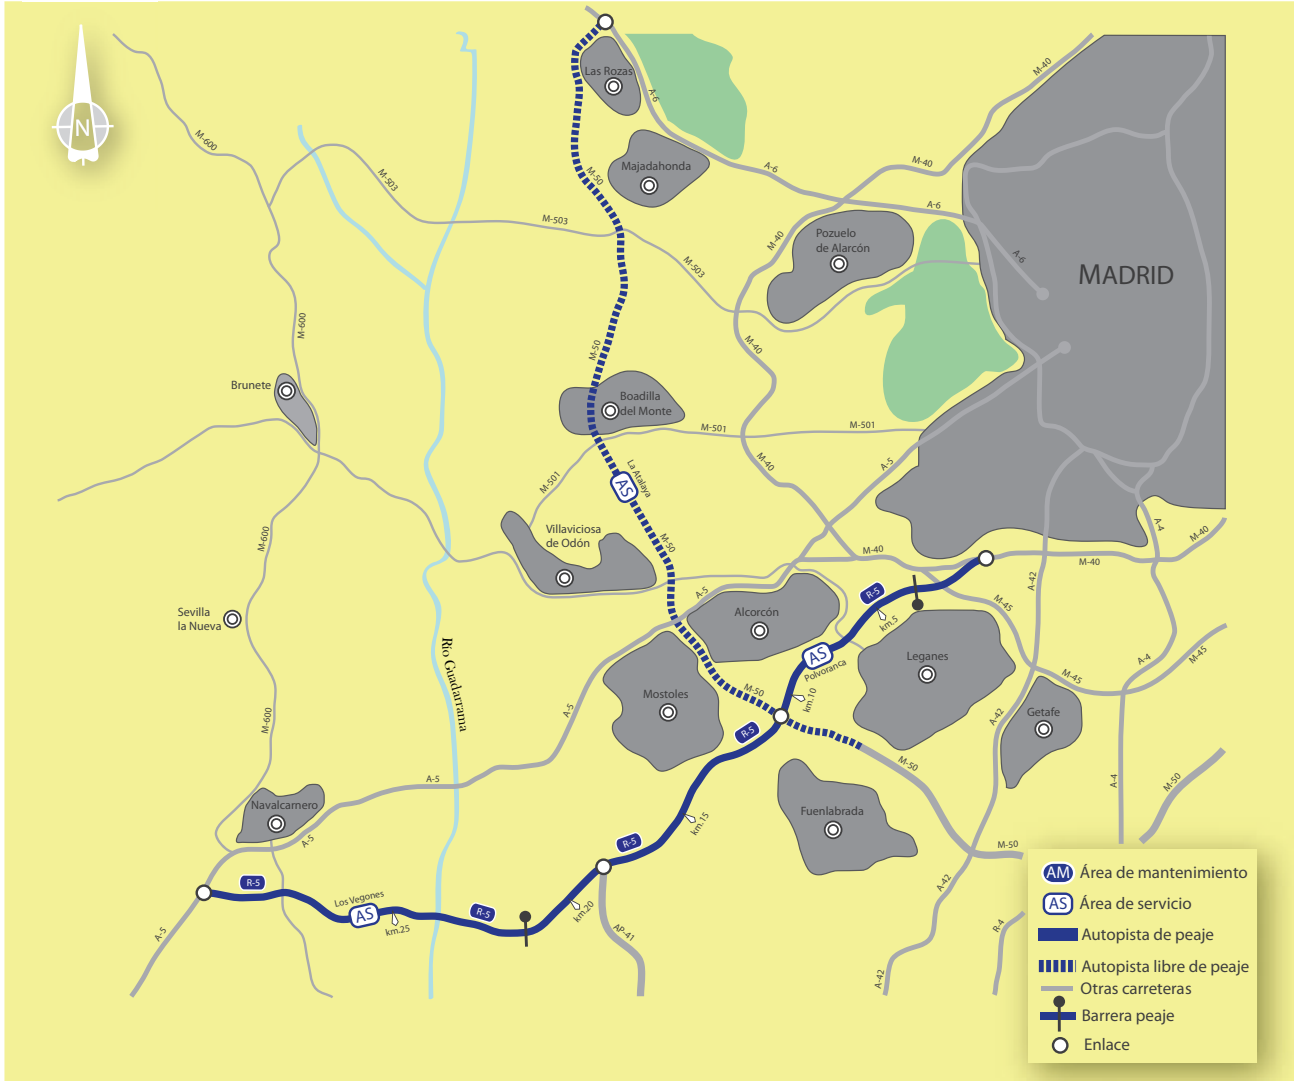 N
Las Rozas
A-6
M-40
M-600
Majadahonda
M-503
M-50
A-6
M-40
A-6
M-503
M-40
Pozuelo
de Alarcón
A-6
MADRID
M-503
M-600
M-50
M-40
Brunete
Boadilla
del Monte
M-501
M-501
M-40
A-5
La Atalaya
AS
M-501
M-600
Villaviciosa
de Odón
M-50
M-40
A-4
M-40
M-40
A-42
A-5
R-5
M-45
Sevilla
la Nueva
Alcorcón
km.5
Río Guadarrama
AS
Polvoranca
Leganes
A-4
M-45
M-45
Mostoles
M-50
km.10
A-5
M-600
R-5
A-42
Getafe
M-50
A-5
A-4
M-50
Navalcarnero
Fuenlabrada
A-5
km.15
R-5
M-50
R-5
A-42
Los Vegones
AS
km.25
R-5
km.20
AP-41
A-5
R-4
A-42
AM Área de mantenimiento
AS Área de servicio
Autopista de peaje
Autopista libre de peaje
Otras carreteras
Barrera peaje
Enlace